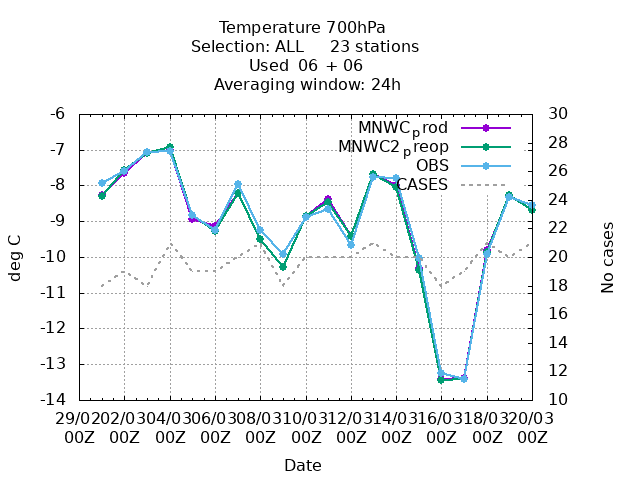 Temperature 700hPa
Selection: ALL 23 stations
Used 06 + 06
Averaging window: 24h
-6 30
MNWCprod
-7 28
MNWC2preop
OBS
-8 26
CASES
24
-9 22
-10 20
-11 18
-12 16
-13 14
12
-14 10
deg C
No cases
29/02 02/03 04/03 06/03 08/03 10/03 12/03 14/03 16/03 18/03 20/03
00Z 00Z 00Z 00Z 00Z 00Z 00Z 00Z 00Z 00Z 00Z
Date